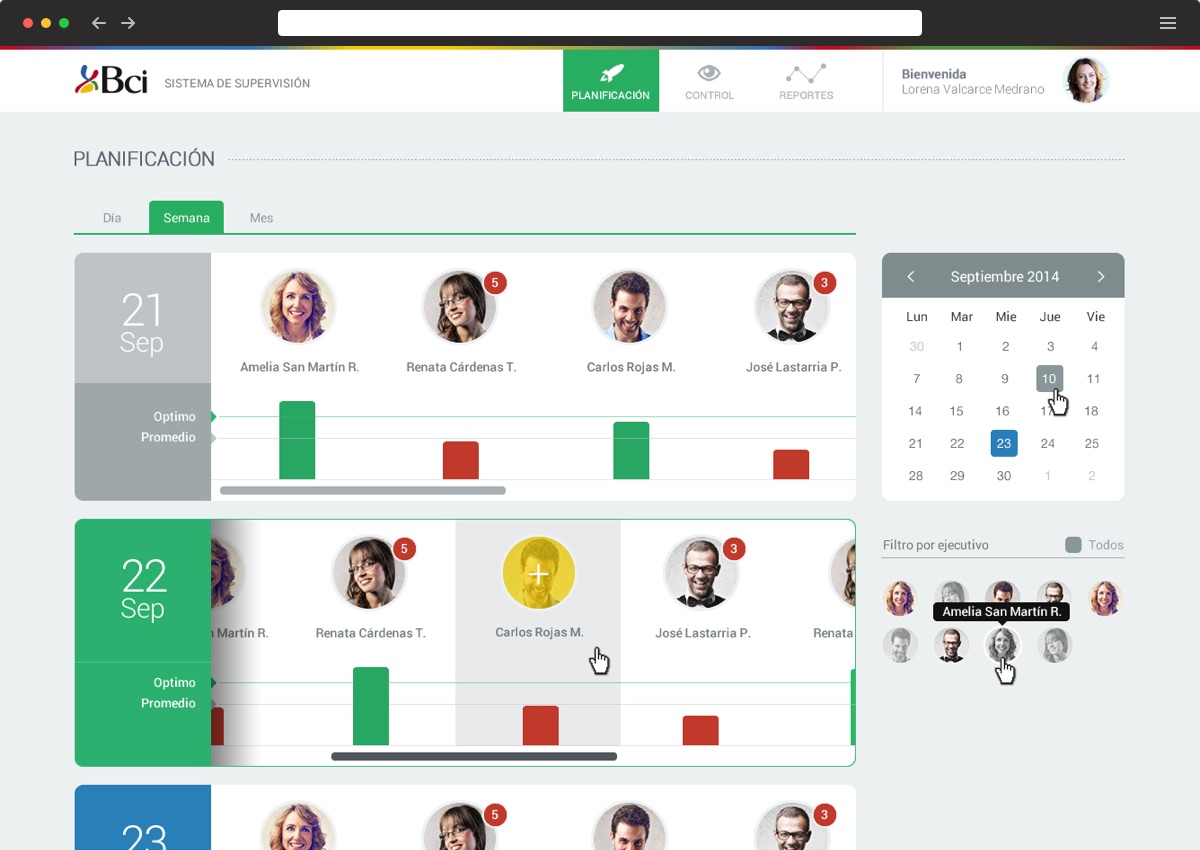 Bci
SISTEMA DE SUPERVISIÓN
PLANIFICACIÓN
CONTROL
REPORTES
Bienvenida
Lorena Valcarce Medrano
PLANIFICACIÓN
Día
Semana
Mes
21
Sep
Optimo
Promedio
5
3
Amelia San Martín R.
Renata Cárdenas T.
Carlos Rojas M.
José Lastarria P.
22
Sep
Optimo
Promedio
5
3
Martín R.
Renata Cárdenas T.
Carlos Rojas M.
José Lastarria P.
Renata
23
5
3
Septiembre 2014
Lun Mar Mie Jue Vie
30 1 2 3 4
7 8 9 10 11
14 15 16 17 18
21 22 23 24 25
28 29 30 1 2
Filtro por ejecutivo
Todos
Amelia San Martín R.